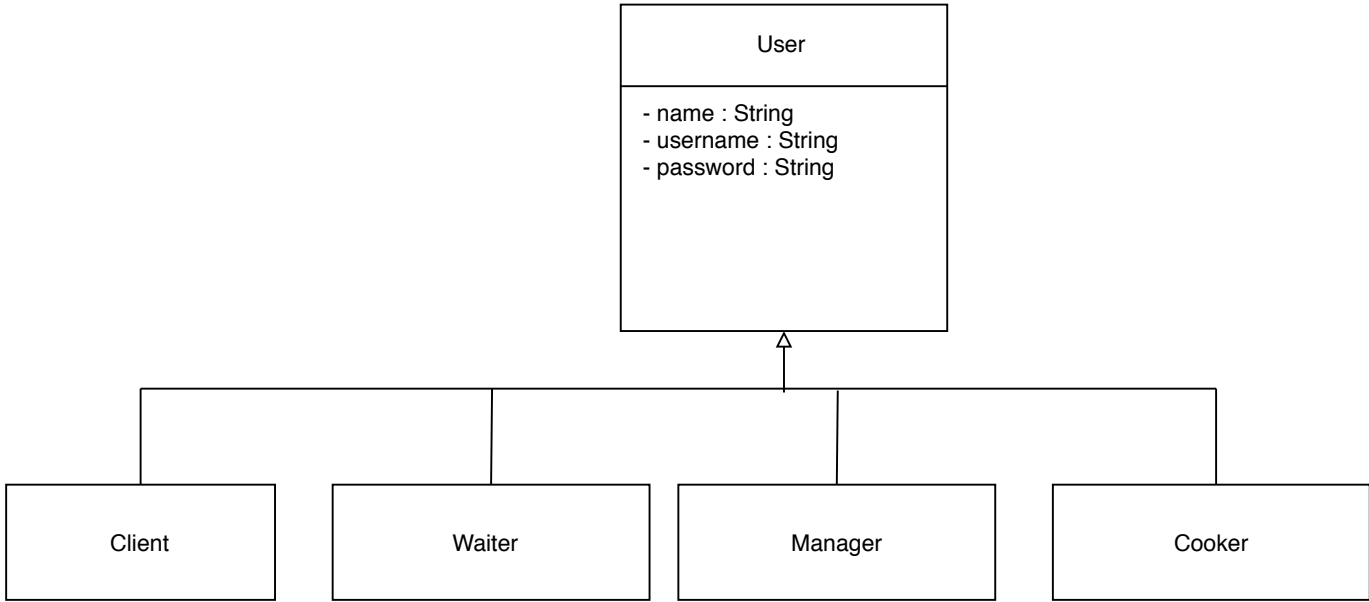 User
- name : String
- username : String
- password : String
Client
Waiter
Manager
Cooker